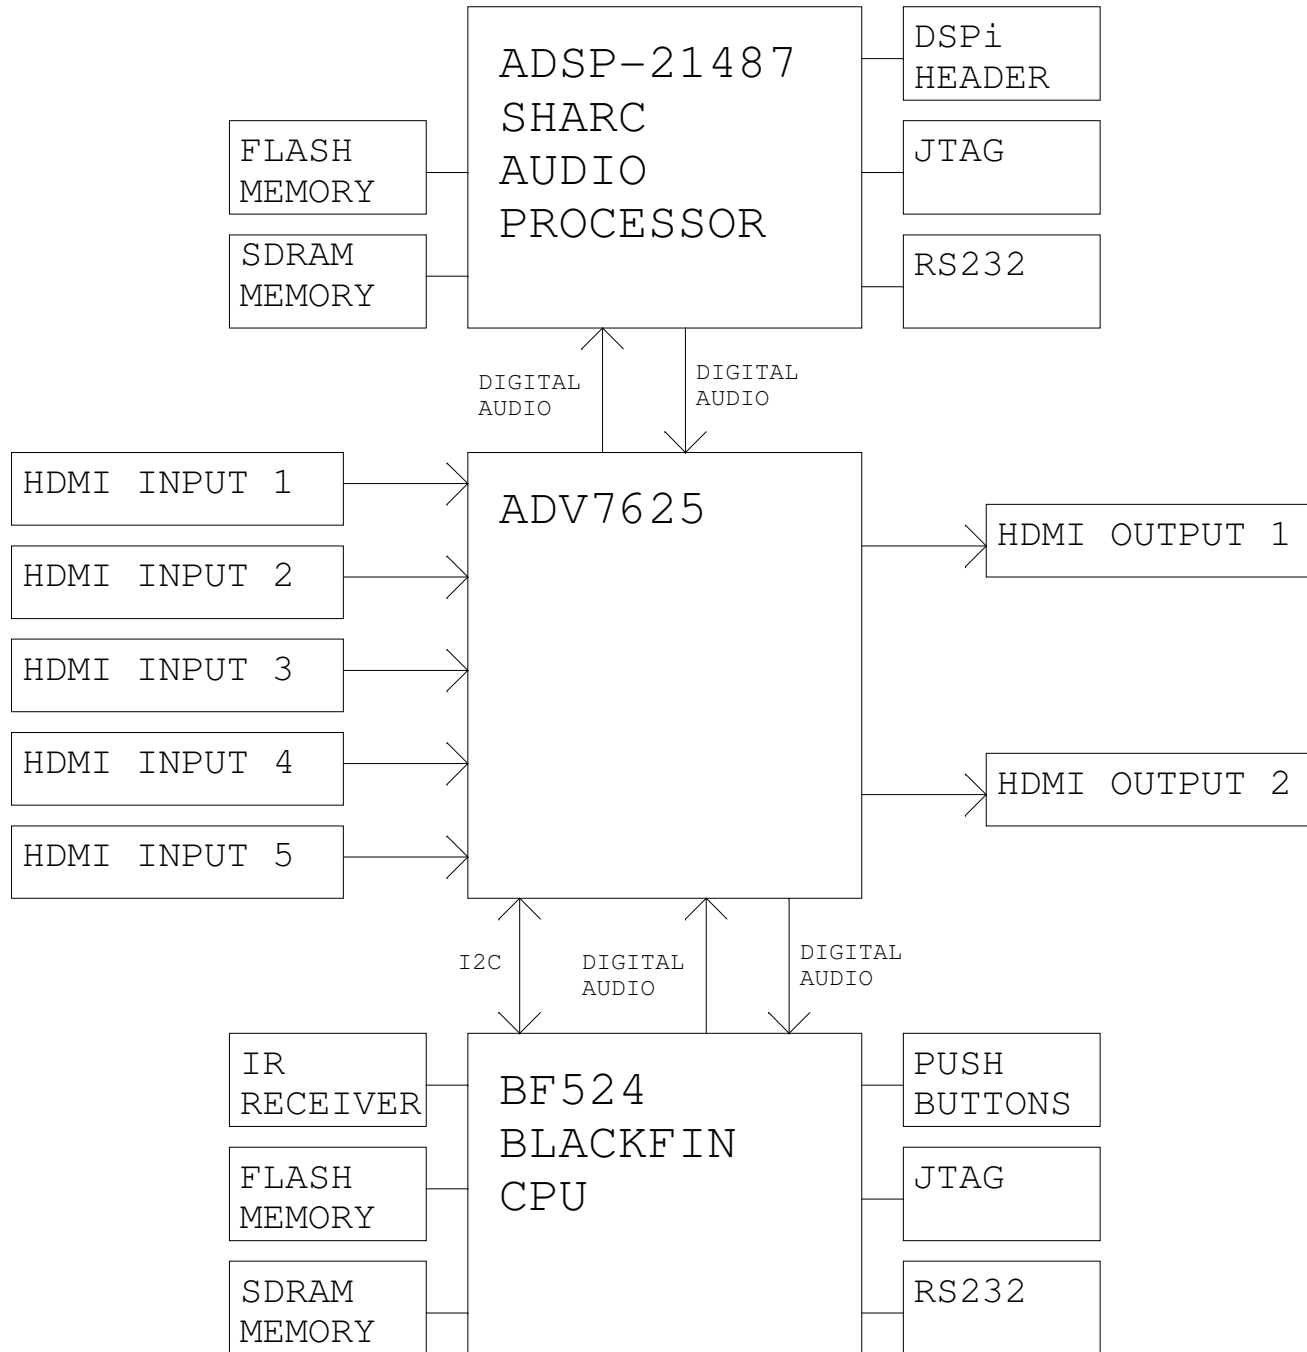 ADSP-21487
SHARC
AUDIO
PROCESSOR
DSPi
HEADER
FLASH
MEMORY
JTAG
SDRAM
MEMORY
RS232
DIGITAL
AUDIO
DIGITAL
AUDIO
HDMI INPUT 1
HDMI INPUT 2
HDMI INPUT 3
HDMI INPUT 4
HDMI INPUT 5
ADV7625
HDMI OUTPUT 1
HDMI OUTPUT 2
I2C
DIGITAL
AUDIO
DIGITAL
AUDIO
IR
RECEIVER
BF524
BLACKFIN
CPU
PUSH
BUTTONS
FLASH
MEMORY
JTAG
SDRAM
MEMORY
RS232